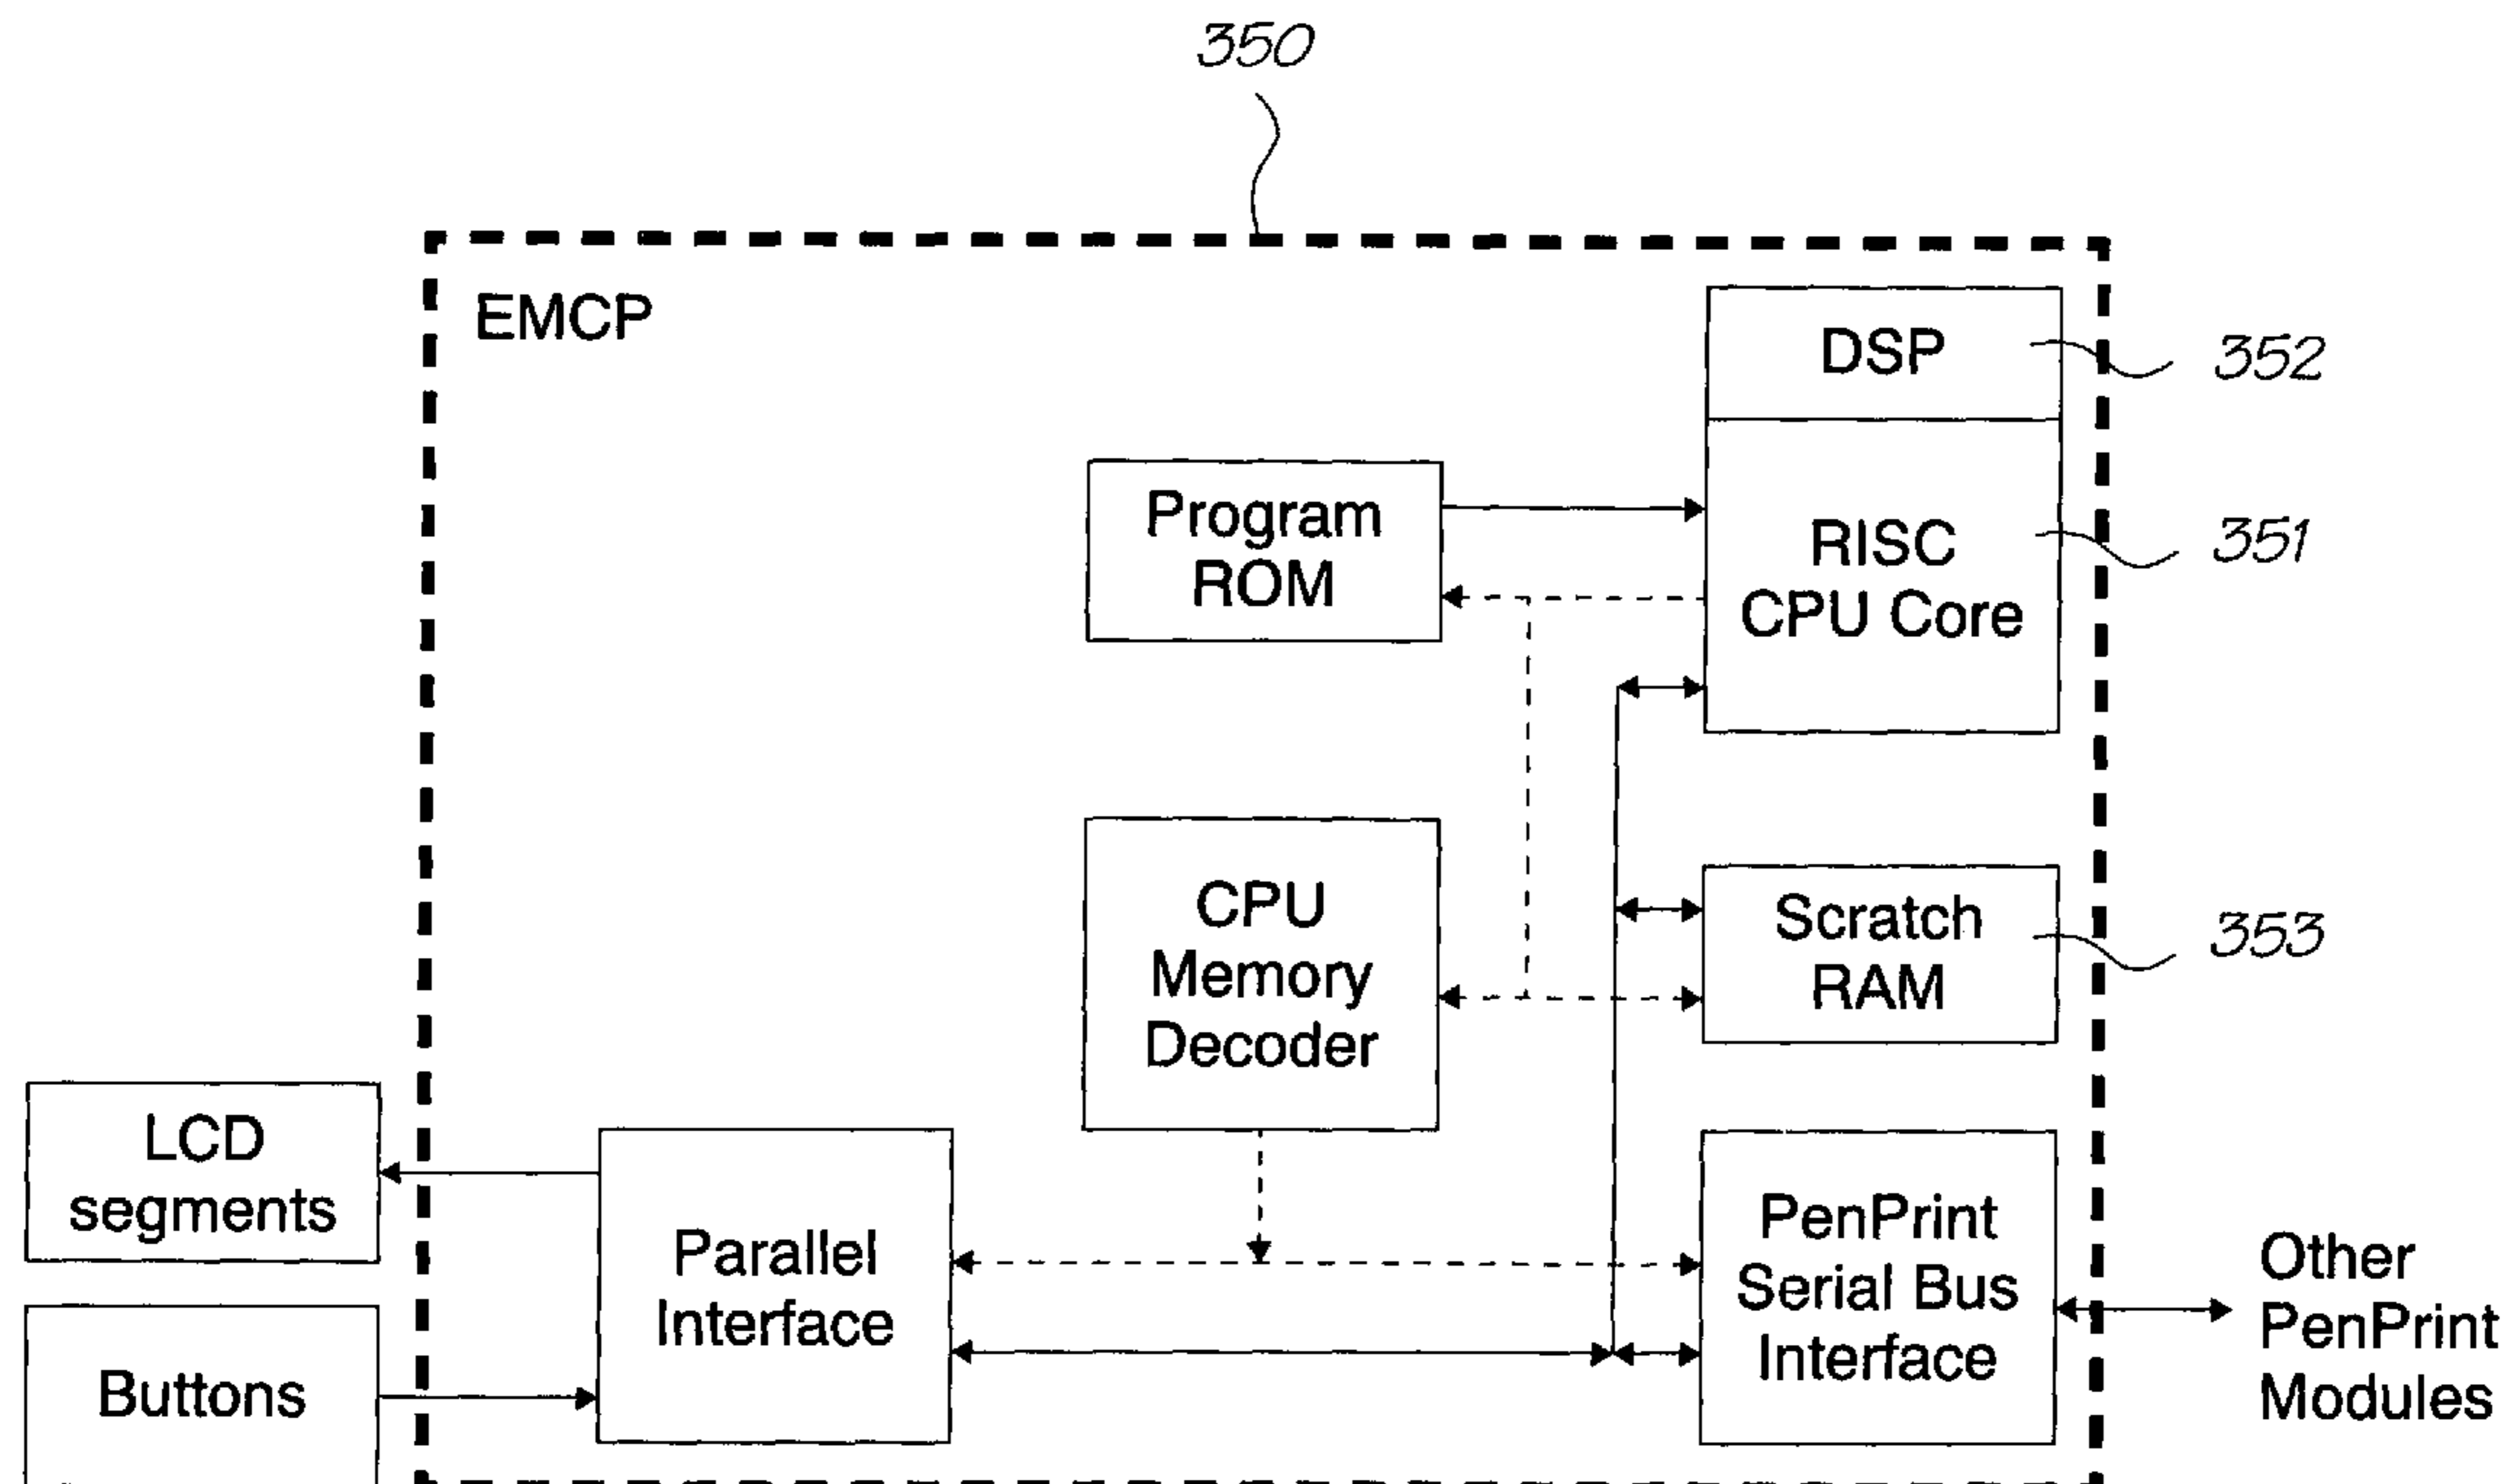 350
EMCP
DSP
352
Program
ROM
RISC
CPU Core
351
CPU
Memory
Decoder
Scratch
RAM
353
LCD
segments
Parallel
Interface
PenPrint
Serial Bus
Interface
Other
PenPrint
Modules
Buttons